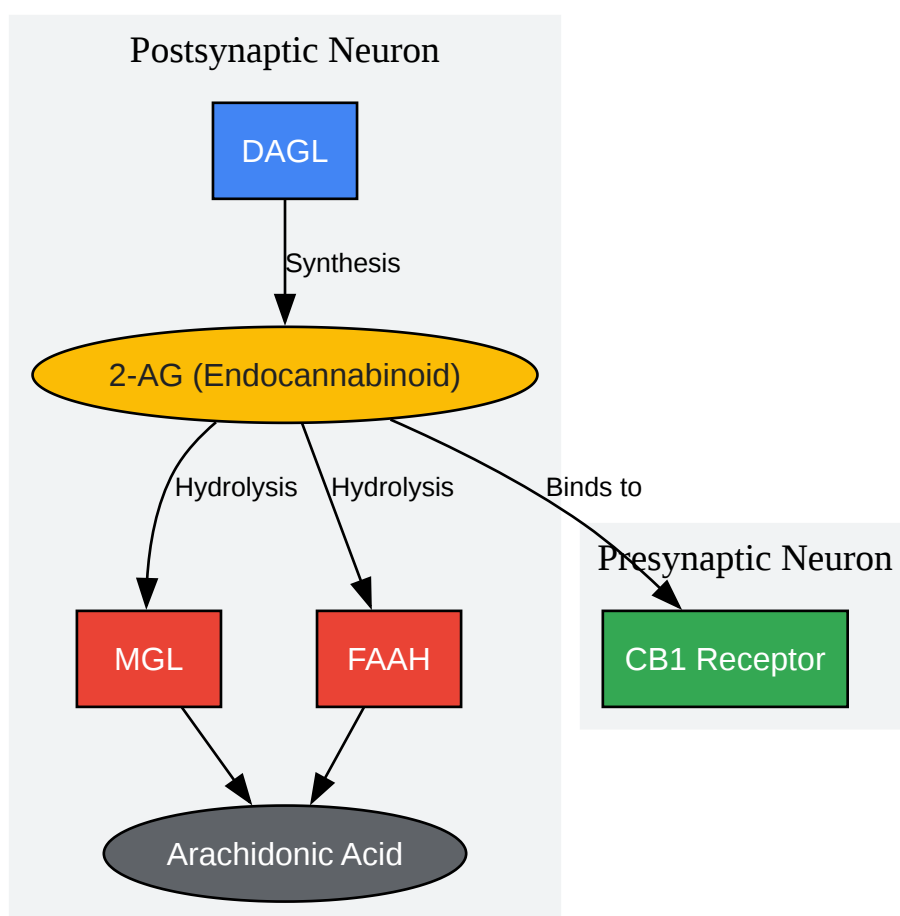 Postsynaptic Neuron
DAGL
Synthesis
2-AG (Endocannabinoid)
Hydrolysis
Hydrolysis
Binds to
Presynaptic Neuron
MGL
FAAH
CB1 Receptor
Arachidonic Acid